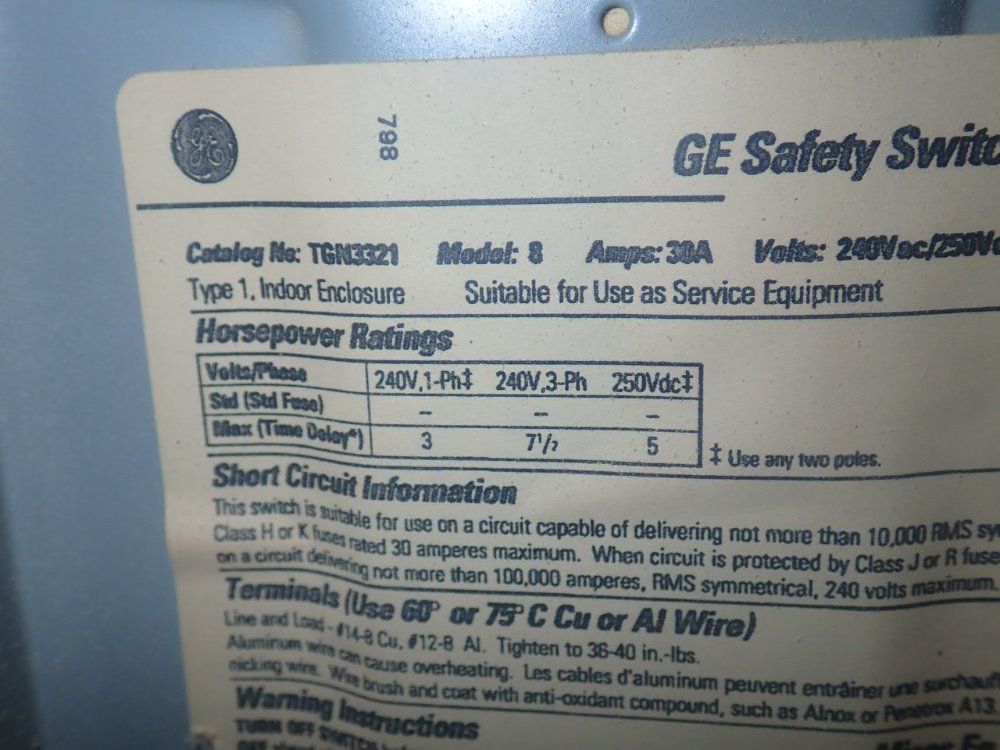 GE
798
GE Safety Switc
Catalog No: TGN3321 Model: 8 Amps: 30A Volts: 240Vac/250V
Type 1, Indoor Enclosure Suitable for Use as Service Equipment
Horsepower Ratings
Volts/Phase 240V,1-Ph‡ 240V,3-Ph 250Vdc‡
Std (Std Fuse) – – –
Max (Time Delay*) 3 7½ 5
‡ Use any two poles.
Short Circuit Information
This switch is suitable for use on a circuit capable of delivering not more than 10,000 RMS sy
Class H or K fuses rated 30 amperes maximum. When circuit is protected by Class J or R fuse
on a circuit delivering not more than 100,000 amperes, RMS symmetrical, 240 volts maximum.
Terminals (Use 60° or 75° C Cu or Al Wire)
Line and Load - #14-8 Cu, #12-8 Al. Tighten to 36-40 in.-lbs.
Aluminum wire can cause overheating. Les cables d'aluminum peuvent entrâiner une surchauf
nicking wire. Wire brush and coat with anti-oxidant compound, such as Alnox or Penetrox A13.
Warning Instructions
TURN OFF SWITCH